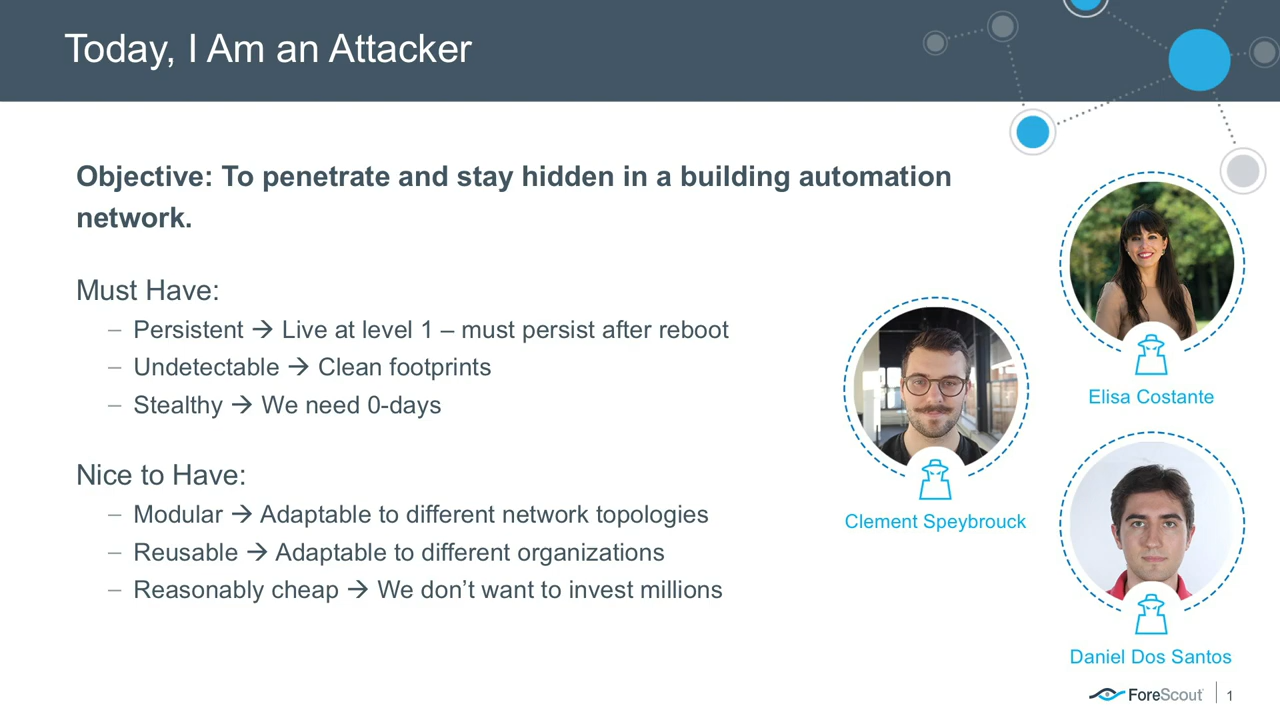 Today, I Am an Attacker
Objective: To penetrate and stay hidden in a building automation
network.
Must Have:
– Persistent → Live at level 1 – must persist after reboot
– Undetectable → Clean footprints
– Stealthy → We need 0-days
Nice to Have:
– Modular → Adaptable to different network topologies
– Reusable → Adaptable to different organizations
– Reasonably cheap → We don’t want to invest millions
Elisa Costante
Clement Speybrouck
Daniel Dos Santos
ForeScout
1